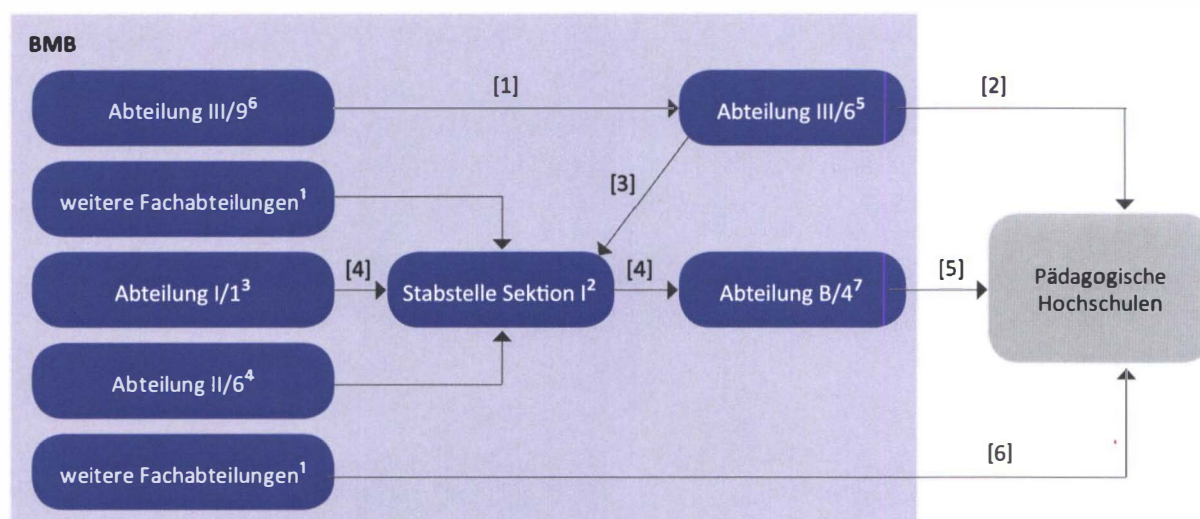 BMB
Abteilung III/9⁶
[1]
Abteilung III/6⁵
[2]
weitere Fachabteilungen¹
[3]
Abteilung I/1³
[4]
Stabstelle Sektion I²
[4]
Abteilung B/4⁷
[5]
Pädagogische
Hochschulen
Abteilung II/6⁴
weitere Fachabteilungen¹
[6]